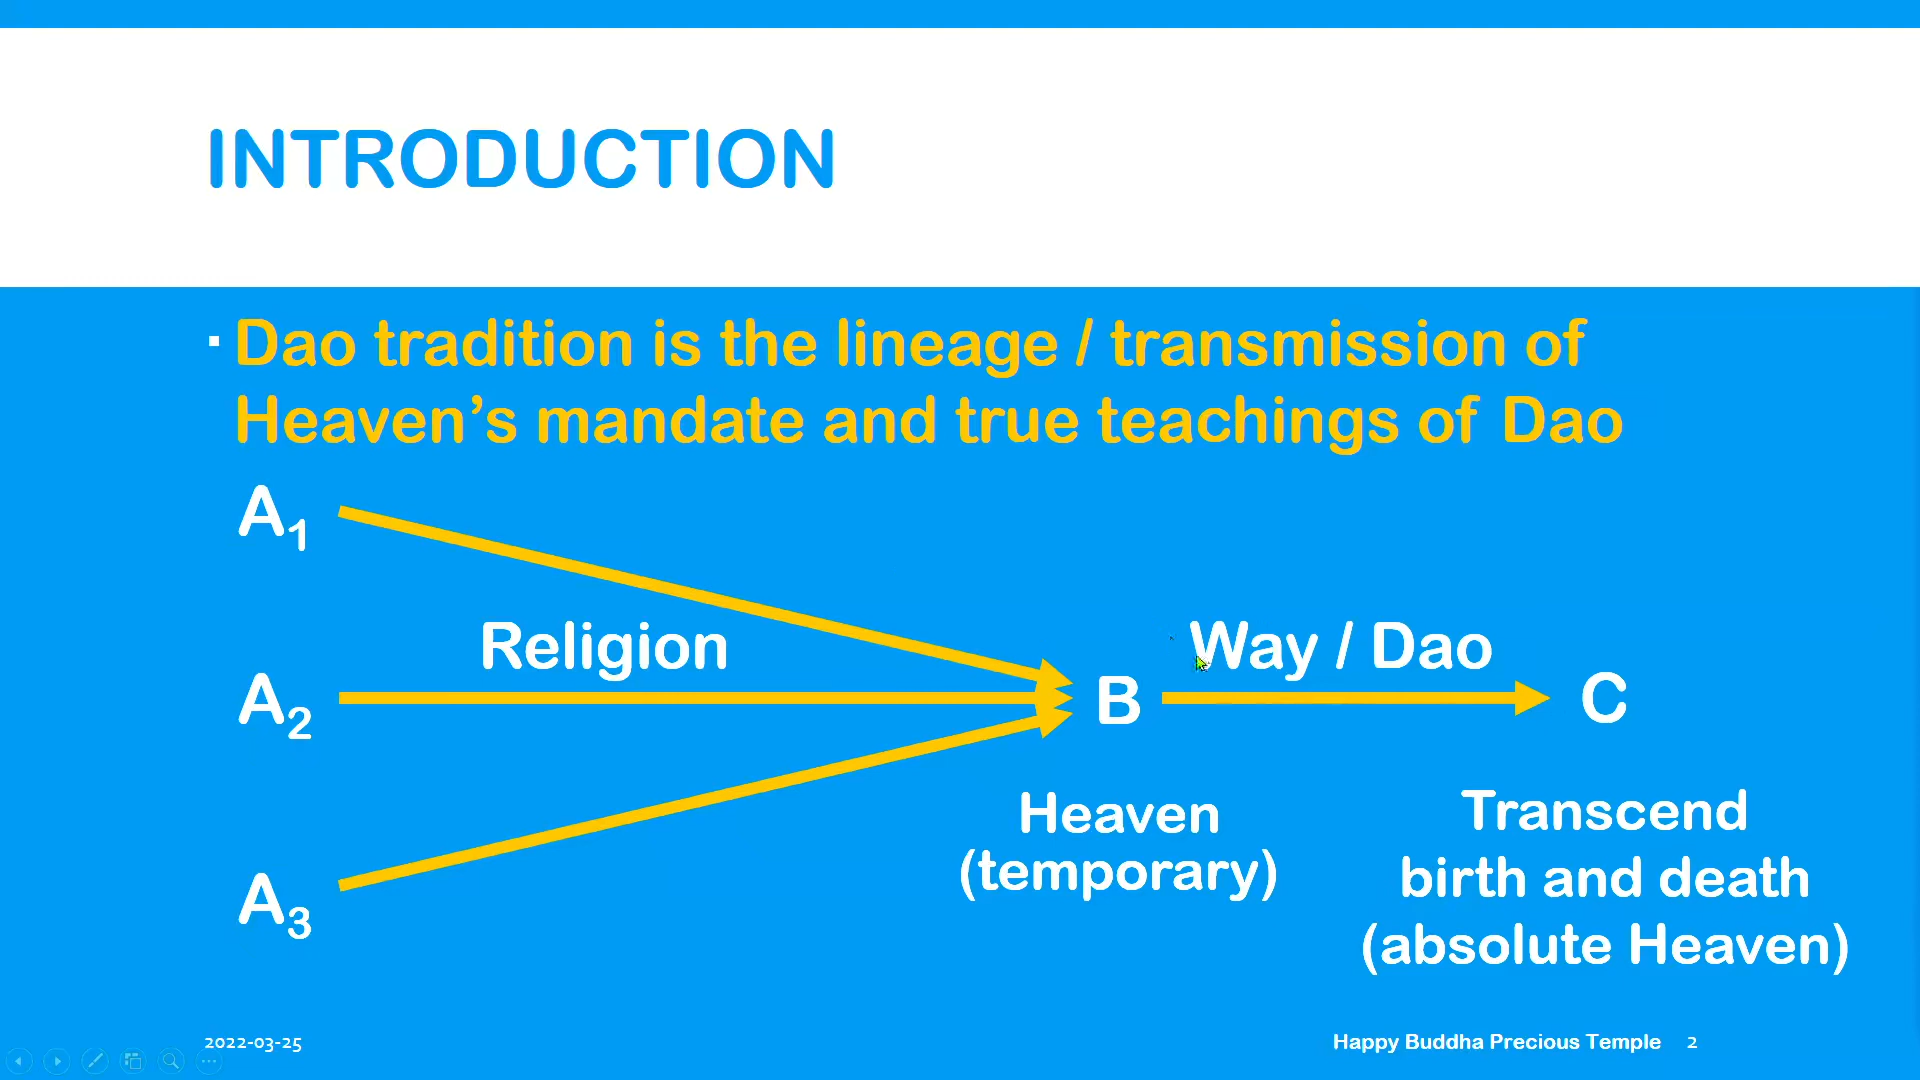 INTRODUCTION
▪ Dao tradition is the lineage / transmission of
Heaven’s mandate and true teachings of Dao
A₁
Religion
Way / Dao
A₂
B
C
A₃
Heaven
(temporary)
Transcend
birth and death
(absolute Heaven)
2022-03-25
Happy Buddha Precious Temple 2